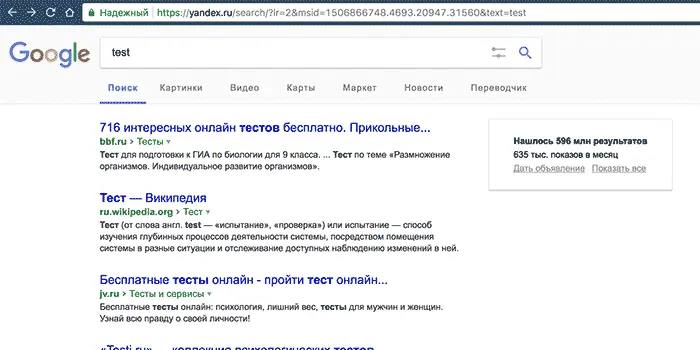 Надежный https://yandex.ru/search/?lr=2&msid=1506866748.4693.20947.31560&text=test
Google test
Поиск Картинки Видео Карты Маркет Новости Переводчик
716 интересных онлайн тестов бесплатно. Прикольные...
bbf.ru > Тесты
Тест для подготовки к ГИА по биологии для 9 класса. ... Тест по теме «Размножение
организмов. Индивидуальное развитие организмов».
Тест — Википедия
ru.wikipedia.org > Тест
Тест (от слова англ. test — «испытание», «проверка») или испытание — способ
изучения глубинных процессов деятельности системы, посредством помещения
системы в разные ситуации и отслеживание доступных наблюдению изменений в ней.
Бесплатные тесты онлайн - пройти тест онлайн...
jv.ru > Тесты и сервисы
Бесплатные тесты онлайн: психология, лишний вес, тесты для мужчин и женщин.
Узнай всю правду о своей личности!
«Testi.ru» — коллекция психологических тестов
Нашлось 596 млн результатов
635 тыс. показов в месяц
Дать объявление Показать все